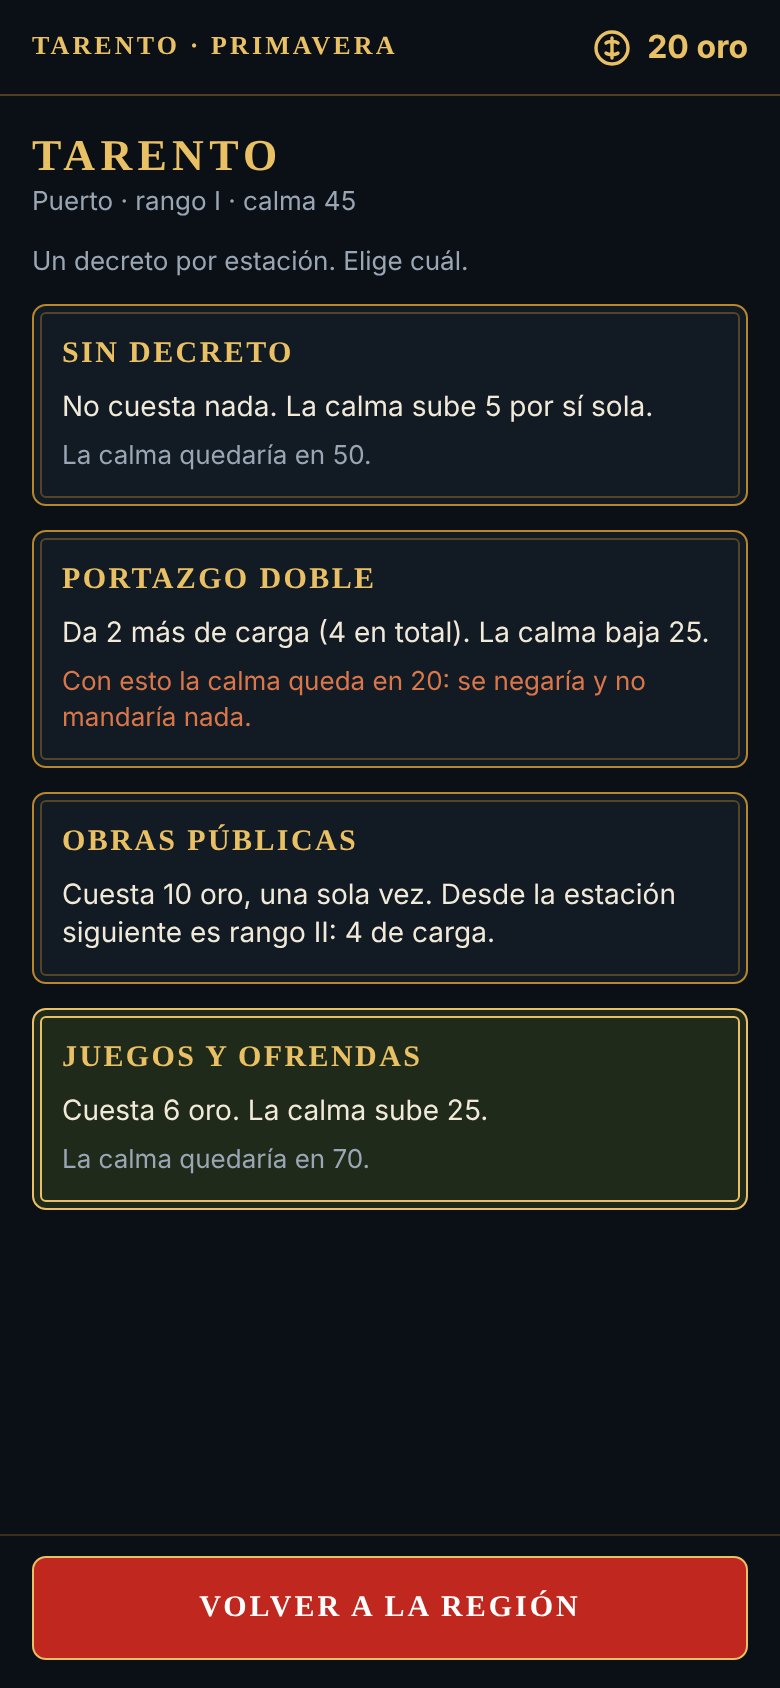 TARENTO · PRIMAVERA
20 oro
TARENTO
Puerto · rango I · calma 45
Un decreto por estación. Elige cuál.
SIN DECRETO
No cuesta nada. La calma sube 5 por sí sola.
La calma quedaría en 50.
PORTAZGO DOBLE
Da 2 más de carga (4 en total). La calma baja 25.
Con esto la calma queda en 20: se negaría y no
mandaría nada.
OBRAS PÚBLICAS
Cuesta 10 oro, una sola vez. Desde la estación
siguiente es rango II: 4 de carga.
JUEGOS Y OFRENDAS
Cuesta 6 oro. La calma sube 25.
La calma quedaría en 70.
VOLVER A LA REGIÓN